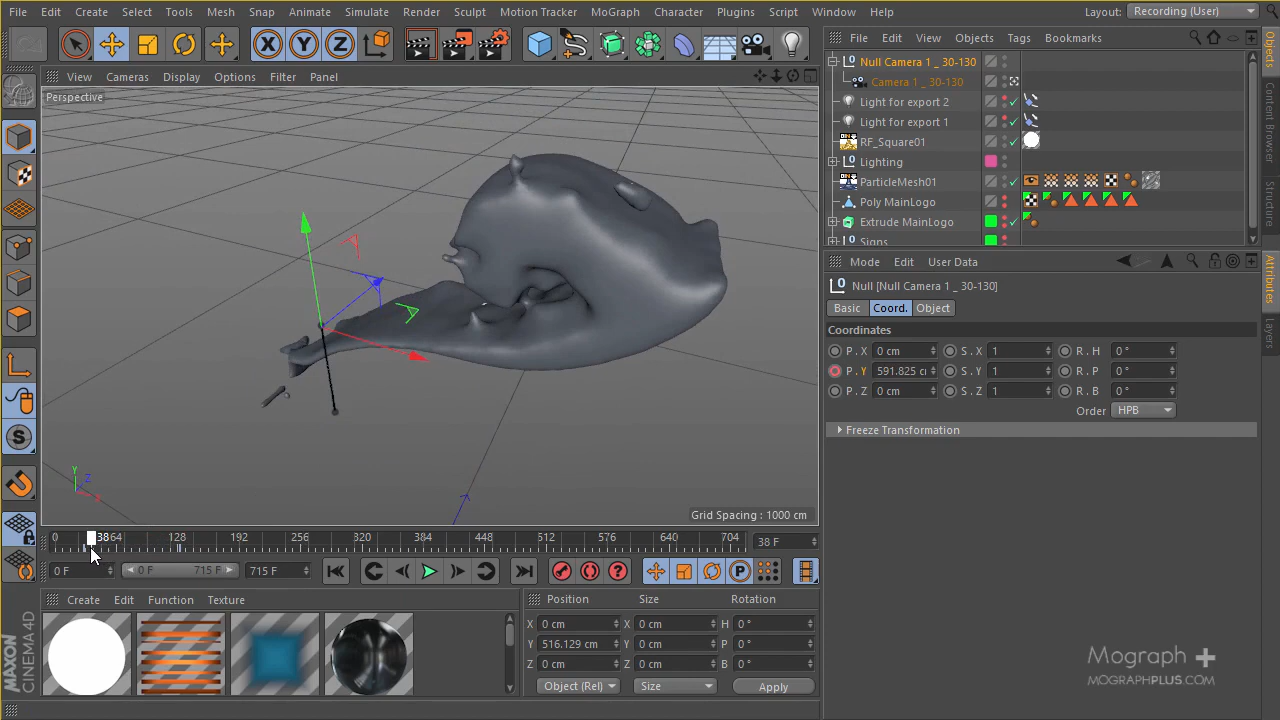 File Edit Create Select Tools Mesh Snap Animate Simulate Render Sculpt Motion Tracker MoGraph Character Plugins Script Window Help Layout: Recording (User)
X Y Z
File Edit View Objects Tags Bookmarks
View Cameras Display Options Filter Panel
Perspective
Null Camera 1 _ 30-130
Camera 1 _ 30-130
Light for export 2
Light for export 1
RF_Square01
Lighting
ParticleMesh01
Poly MainLogo
Extrude MainLogo
Signs
Objects
Content Browser
Structure
Attributes
Layers
Mode Edit User Data
Null [Null Camera 1 _ 30-130]
Basic Coord. Object
Coordinates
P . X 0 cm S . X 1 R . H 0 °
P . Y 591.825 S . Y 1 R . P 0 °
P . Z 0 cm S . Z 1 R . B 0 °
Order HPB
Freeze Transformation
Y
Z
X
Grid Spacing : 1000 cm
0 38 64 128 192 256 320 384 448 512 576 640 704 38 F
0 F 0 F 715 F 715 F
Create Edit Function Texture
Position Size Rotation
X 0 cm X 0 cm H 0 °
Y 516.129 cm Y 0 cm P 0 °
Z 0 cm Z 0 cm B 0 °
Object (Rel) Size Apply
MAXON
CINEMA 4D
Mograph +
MOGRAPHPLUS.COM